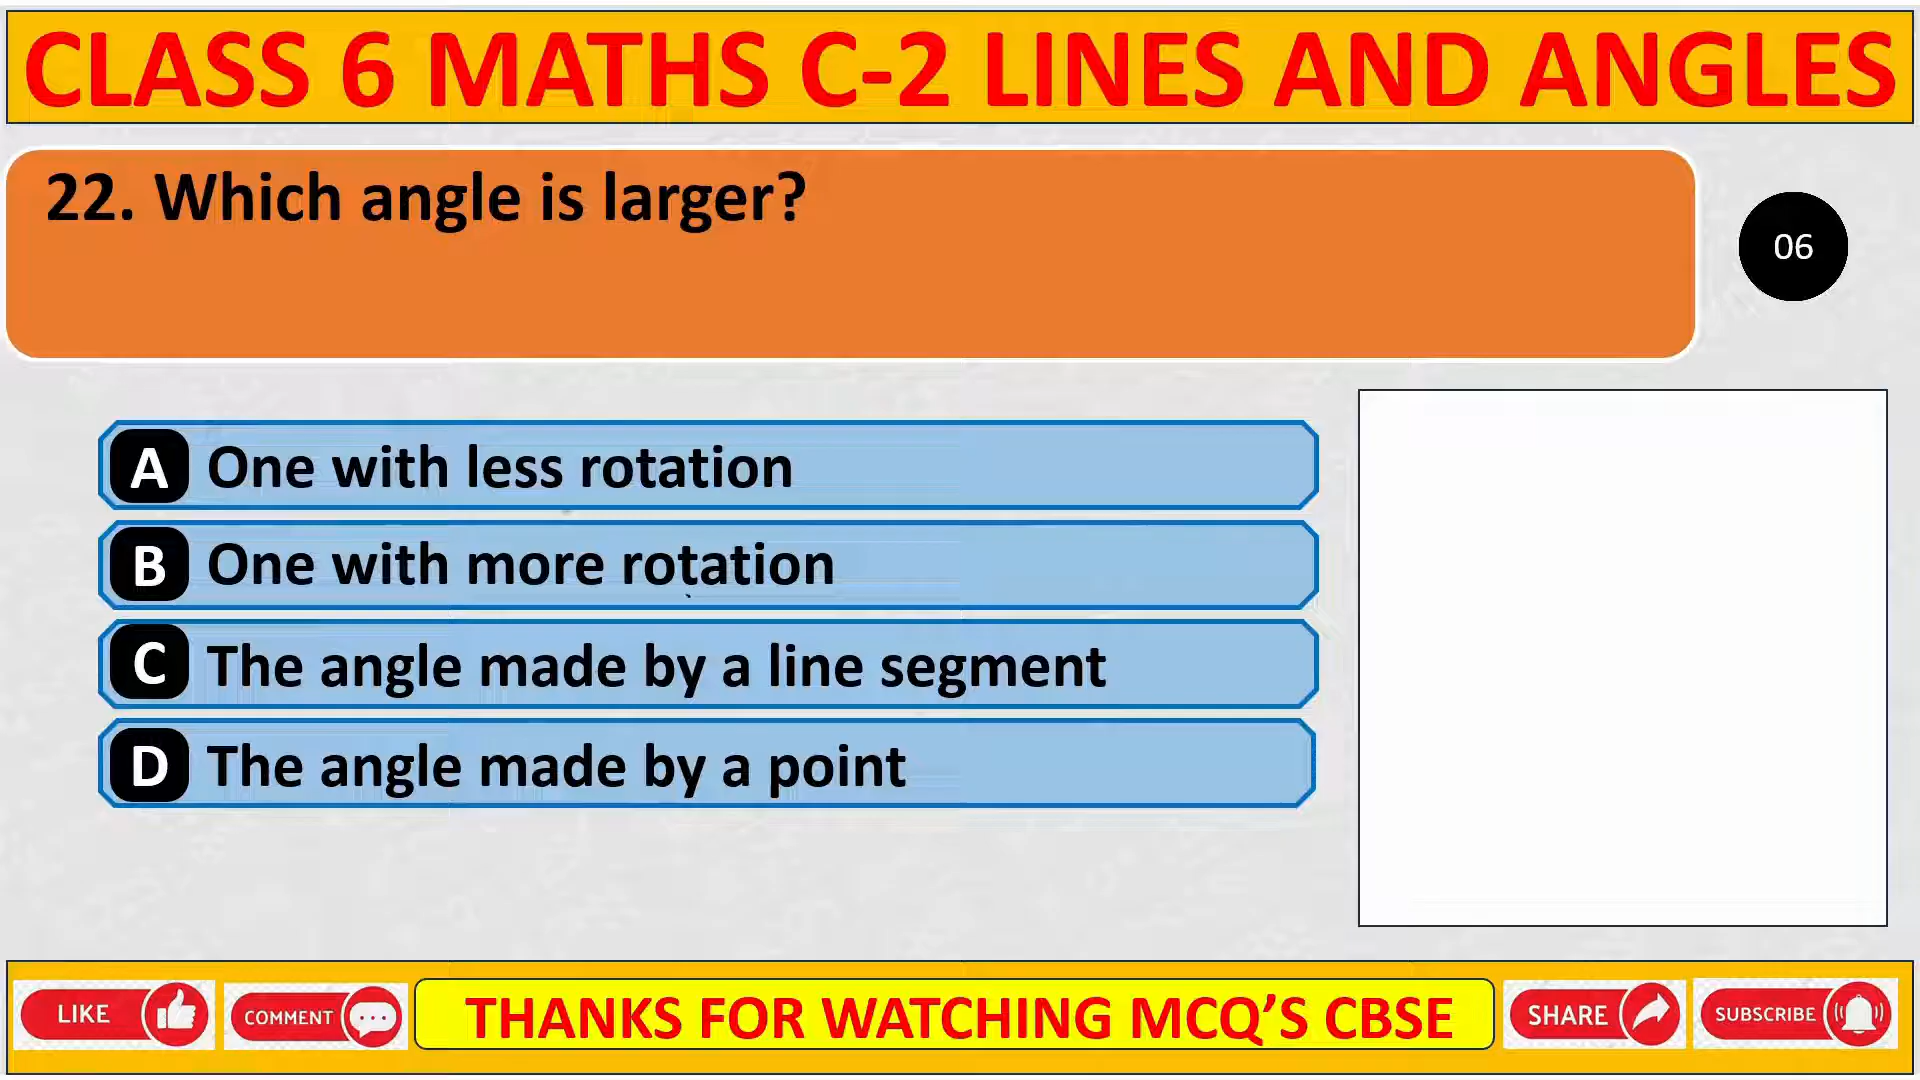 CLASS 6 MATHS C-2 LINES AND ANGLES
22. Which angle is larger?
06
A One with less rotation
B One with more rotation
C The angle made by a line segment
D The angle made by a point
LIKE COMMENT THANKS FOR WATCHING MCQ’S CBSE SHARE SUBSCRIBE